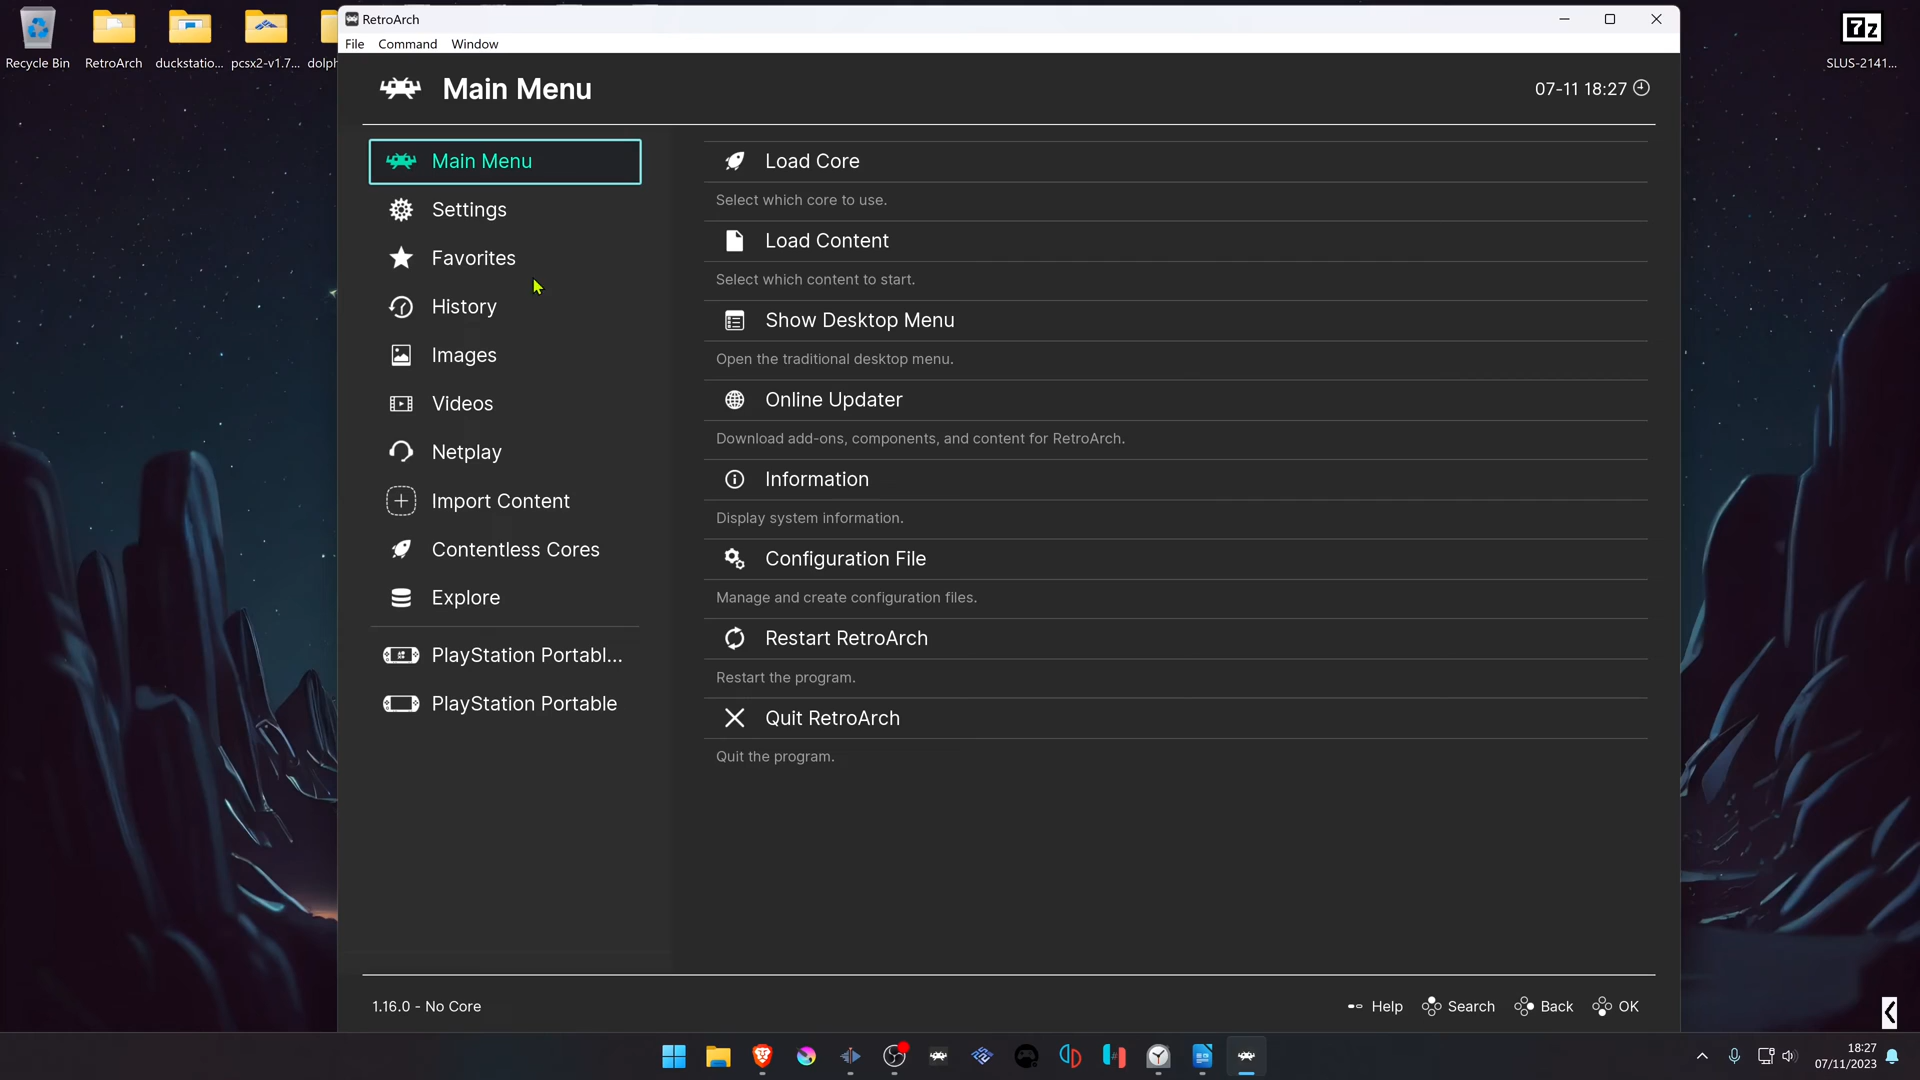 Recycle Bin
RetroArch
duckstatio...
pcsx2-v1.7...
dolph
7z
SLUS-2141...
RetroArch
File Command Window
Main Menu
07-11 18:27
Main Menu
Settings
Favorites
History
Images
Videos
Netplay
Import Content
Contentless Cores
Explore
PlayStation Portabl...
PlayStation Portable
Load Core
Select which core to use.
Load Content
Select which content to start.
Show Desktop Menu
Open the traditional desktop menu.
Online Updater
Download add-ons, components, and content for RetroArch.
Information
Display system information.
Configuration File
Manage and create configuration files.
Restart RetroArch
Restart the program.
Quit RetroArch
Quit the program.
1.16.0 - No Core
Help Search Back OK
18:27
07/11/2023